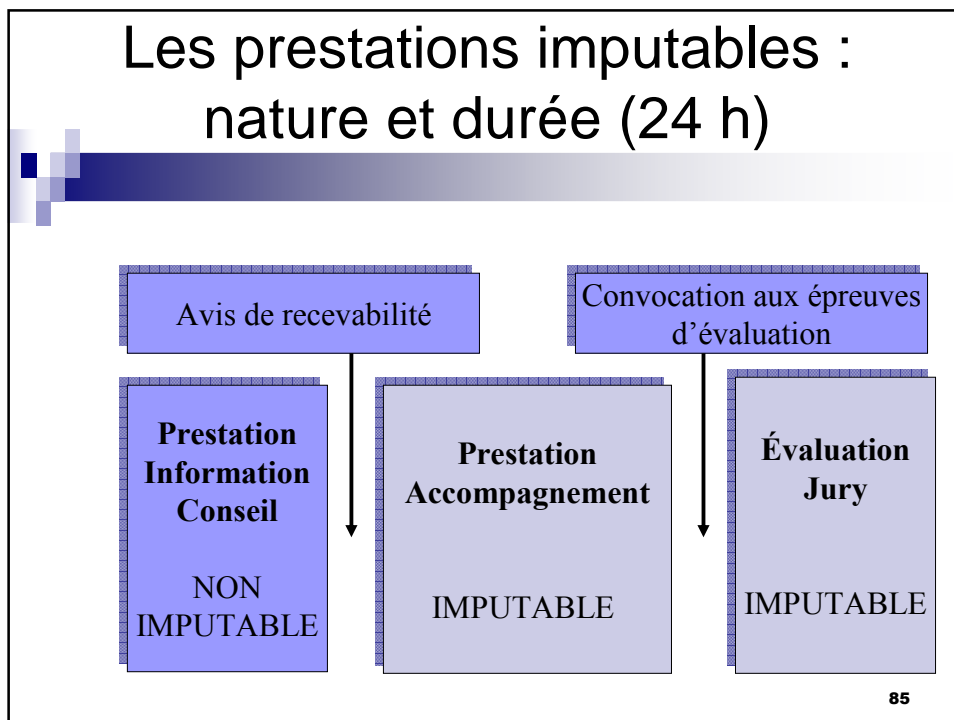 Les prestations imputables :
nature et durée (24 h)
Avis de recevabilité
Convocation aux épreuves
d’évaluation
Prestation
Information
Conseil
NON
IMPUTABLE
Prestation
Accompagnement
IMPUTABLE
Évaluation
Jury
IMPUTABLE
85